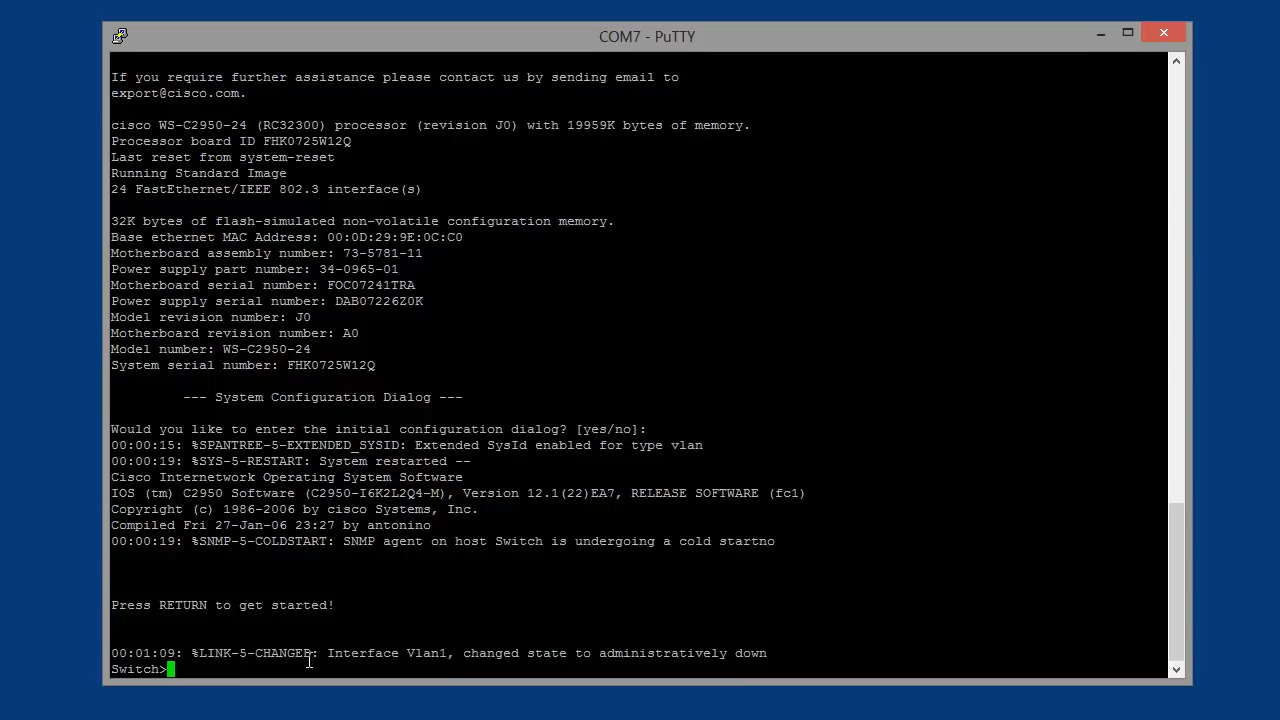 COM7 - PuTTY
If you require further assistance please contact us by sending email to
export@cisco.com.
cisco WS-C2950-24 (RC32300) processor (revision J0) with 19959K bytes of memory.
Processor board ID FHK0725W12Q
Last reset from system-reset
Running Standard Image
24 FastEthernet/IEEE 802.3 interface(s)
32K bytes of flash-simulated non-volatile configuration memory.
Base ethernet MAC Address: 00:0D:29:9E:0C:C0
Motherboard assembly number: 73-5781-11
Power supply part number: 34-0965-01
Motherboard serial number: FOC07241TRA
Power supply serial number: DAB07226Z0K
Model revision number: J0
Motherboard revision number: A0
Model number: WS-C2950-24
System serial number: FHK0725W12Q
--- System Configuration Dialog ---
Would you like to enter the initial configuration dialog? [yes/no]:
00:00:15: %SPANTREE-5-EXTENDED_SYSID: Extended SysId enabled for type vlan
00:00:19: %SYS-5-RESTART: System restarted --
Cisco Internetwork Operating System Software
IOS (tm) C2950 Software (C2950-I6K2L2Q4-M), Version 12.1(22)EA7, RELEASE SOFTWARE (fc1)
Copyright (c) 1986-2006 by cisco Systems, Inc.
Compiled Fri 27-Jan-06 23:27 by antonino
00:00:19: %SNMP-5-COLDSTART: SNMP agent on host Switch is undergoing a cold startno
Press RETURN to get started!
00:01:09: %LINK-5-CHANGED: Interface Vlan1, changed state to administratively down
Switch>